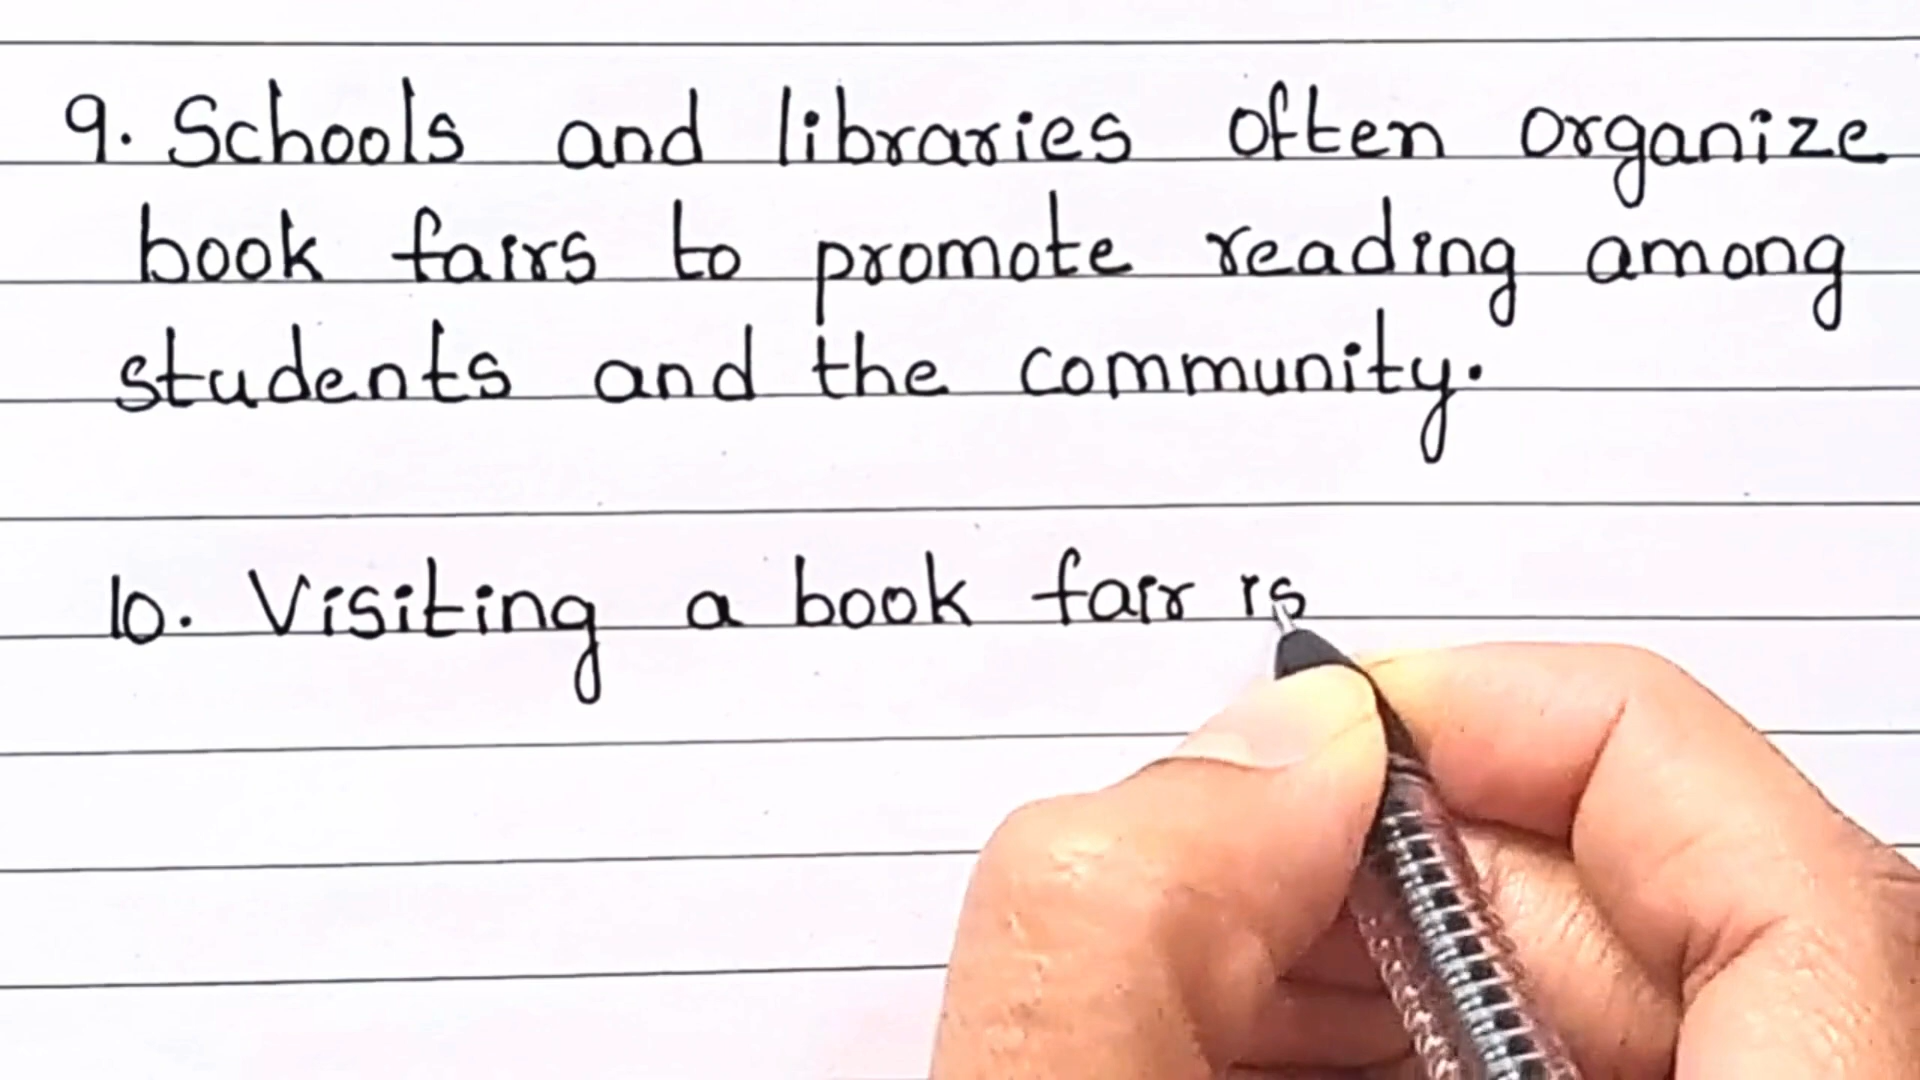 9. Schools and libraries often organize
book fairs to promote reading among
students and the community.
10. Visiting a book fair is